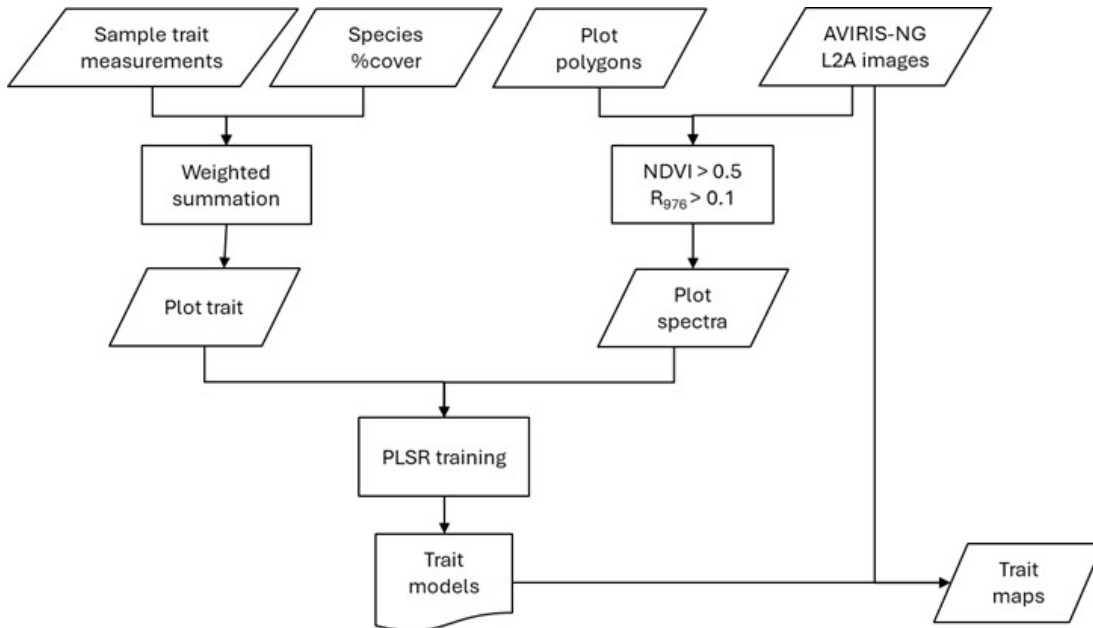 Sample trait
measurements
Species
%cover
Plot
polygons
AVIRIS-NG
L2A images
Weighted
summation
NDVI > 0.5
R₉₇₆ > 0.1
Plot trait
Plot
spectra
PLSR training
Trait
models
Trait
maps